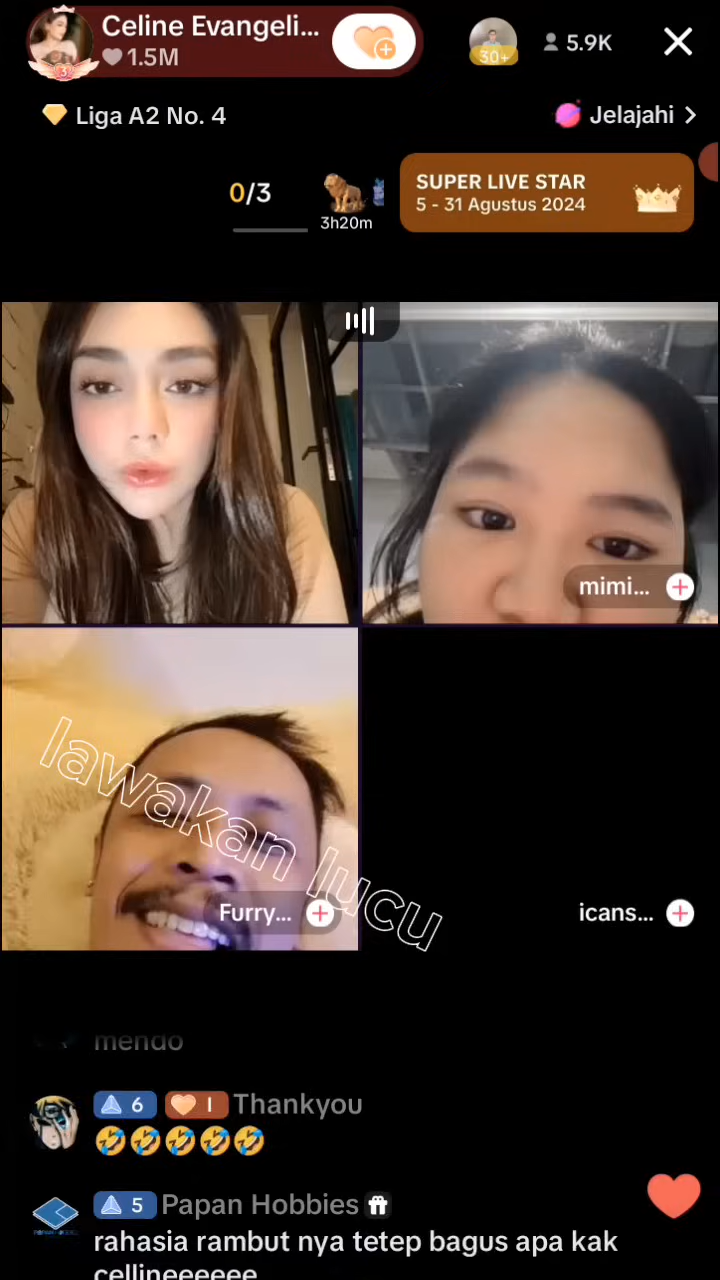 Celine Evangeli...
1.5M
30+
5.9K
Liga A2 No. 4
Jelajahi >
0/3
3h20m
SUPER LIVE STAR
5 - 31 Agustus 2024
mimi...
lawakan lucu
Furry...
icans...
mendo
6 I Thankyou
🤣🤣🤣🤣🤣
5 Papan Hobbies
rahasia rambut nya tetep bagus apa kak
cellineeeeee